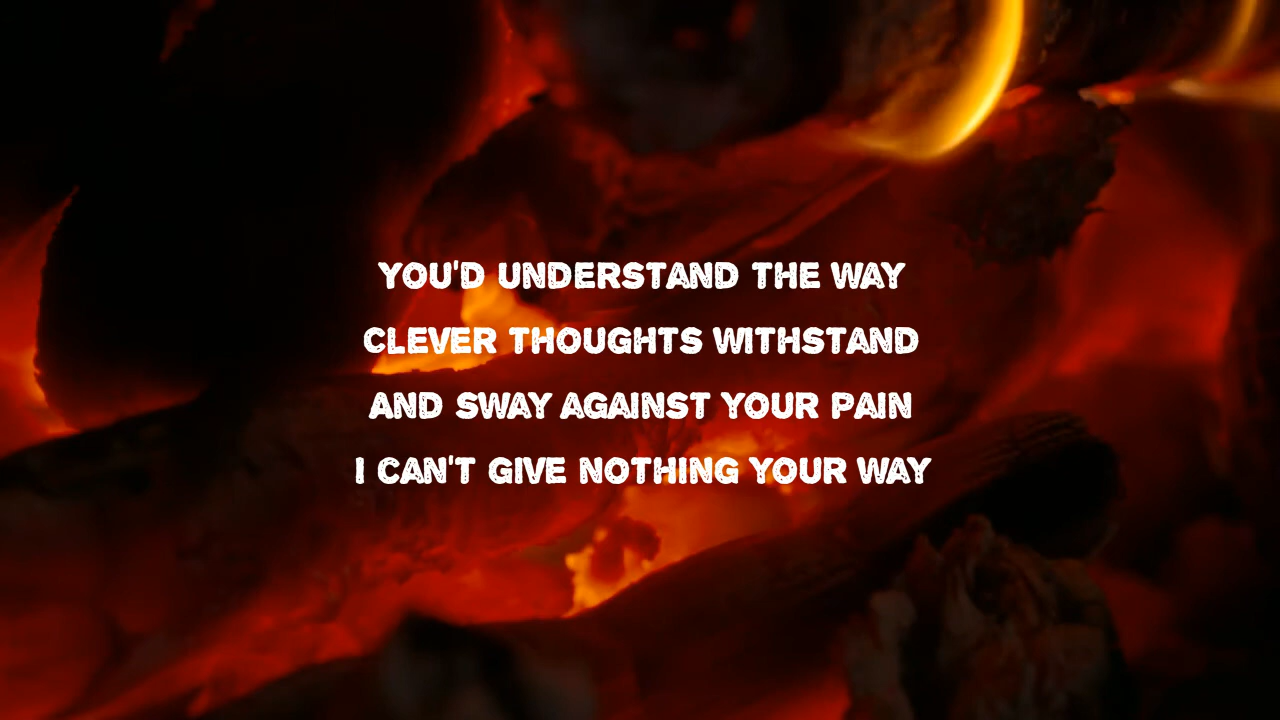 YOU'D UNDERSTAND THE WAY
CLEVER THOUGHTS WITHSTAND
AND SWAY AGAINST YOUR PAIN
I CAN'T GIVE NOTHING YOUR WAY